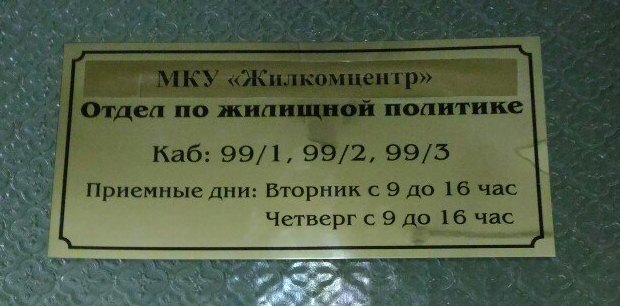 МКУ «Жилкомцентр»
Отдел по жилищной политике
Каб: 99/1, 99/2, 99/3
Приемные дни: Вторник с 9 до 16 час
Четверг с 9 до 16 час